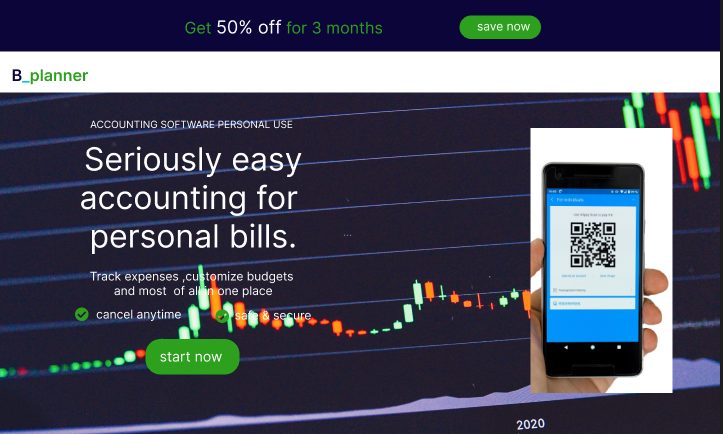 Get 50% off for 3 months
save now
B_planner
ACCOUNTING SOFTWARE PERSONAL USE
Seriously easy
accounting for
personal bills.
...
Track expenses ,customize budgets
and most of all in one place
cancel anytime
safe & secure
start now
2020